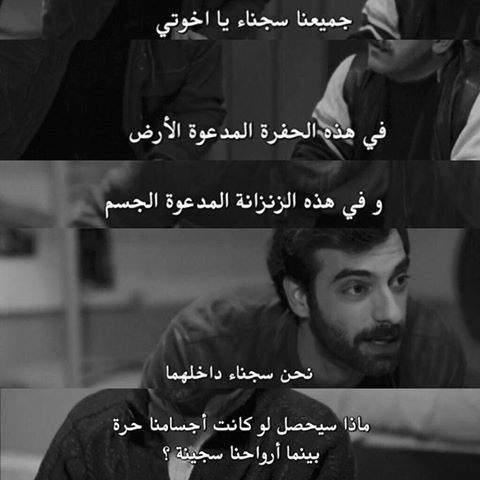 جميعنا سجناء يا اخوتي
في هذه الحفرة المدعوة الأرض
و في هذه الزنزانة المدعوة الجسم
نحن سجناء داخلهما
ماذا سيحصل لو كانت أجسامنا حرة
بينما أرواحنا سجينة ؟